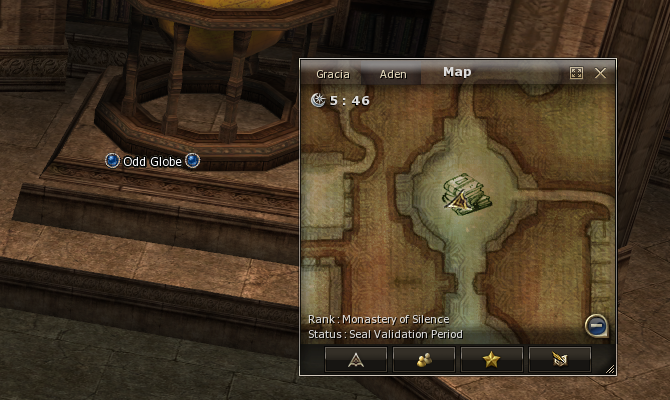 Gracia
Aden
Map
5 : 46
Odd Globe
Rank : Monastery of Silence
Status : Seal Validation Period